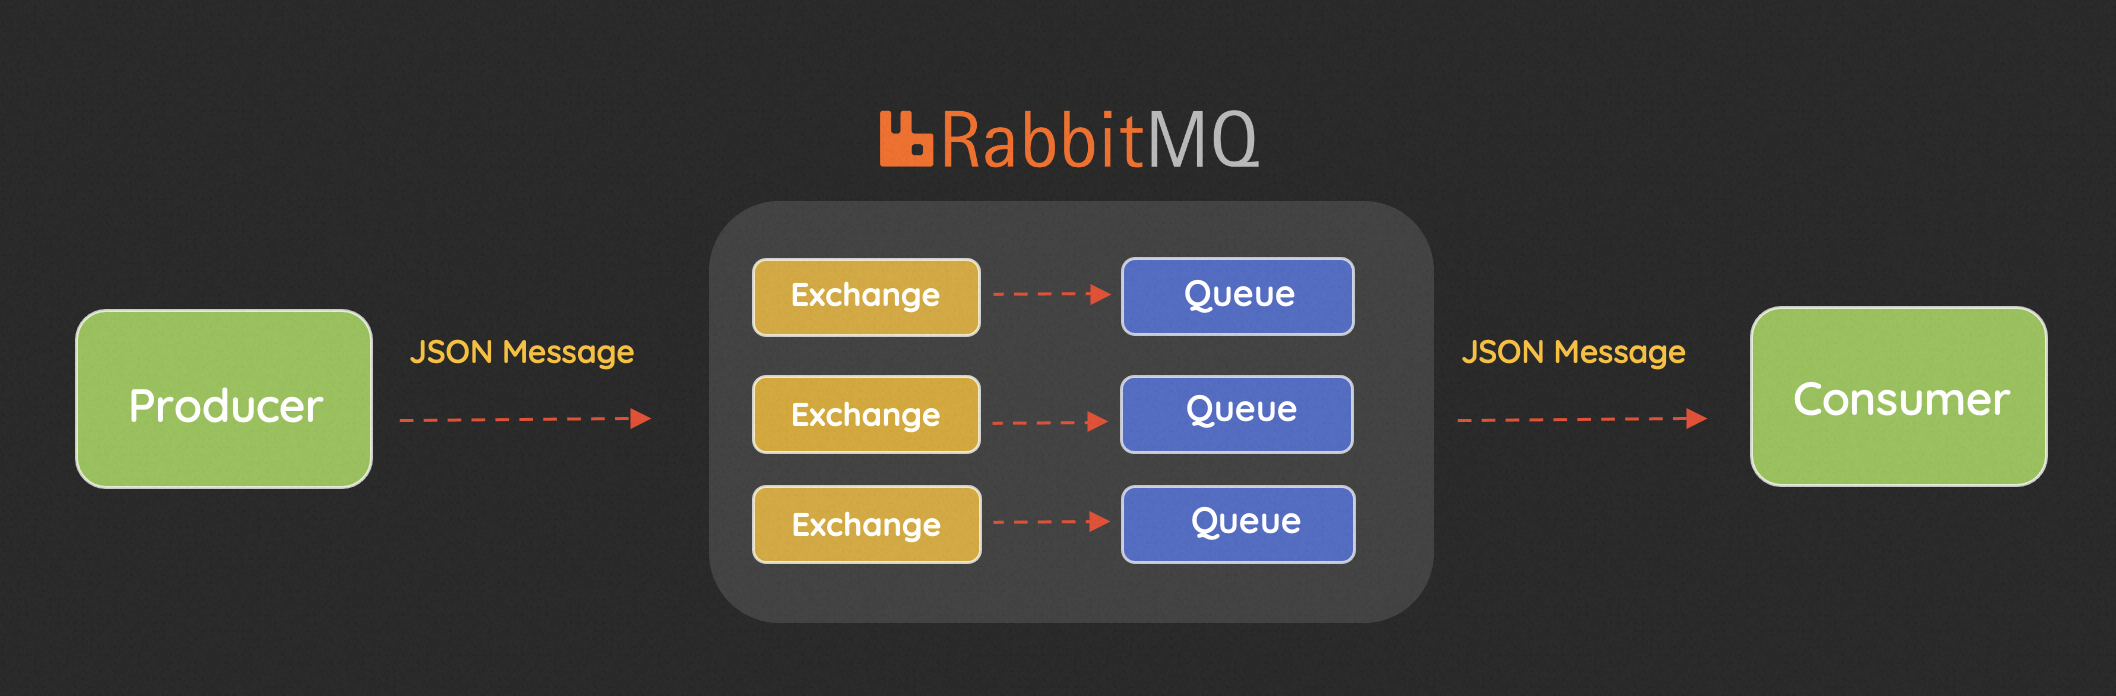 RabbitMQ
Exchange
Queue
Producer
JSON Message
Exchange
Queue
JSON Message
Consumer
Exchange
Queue